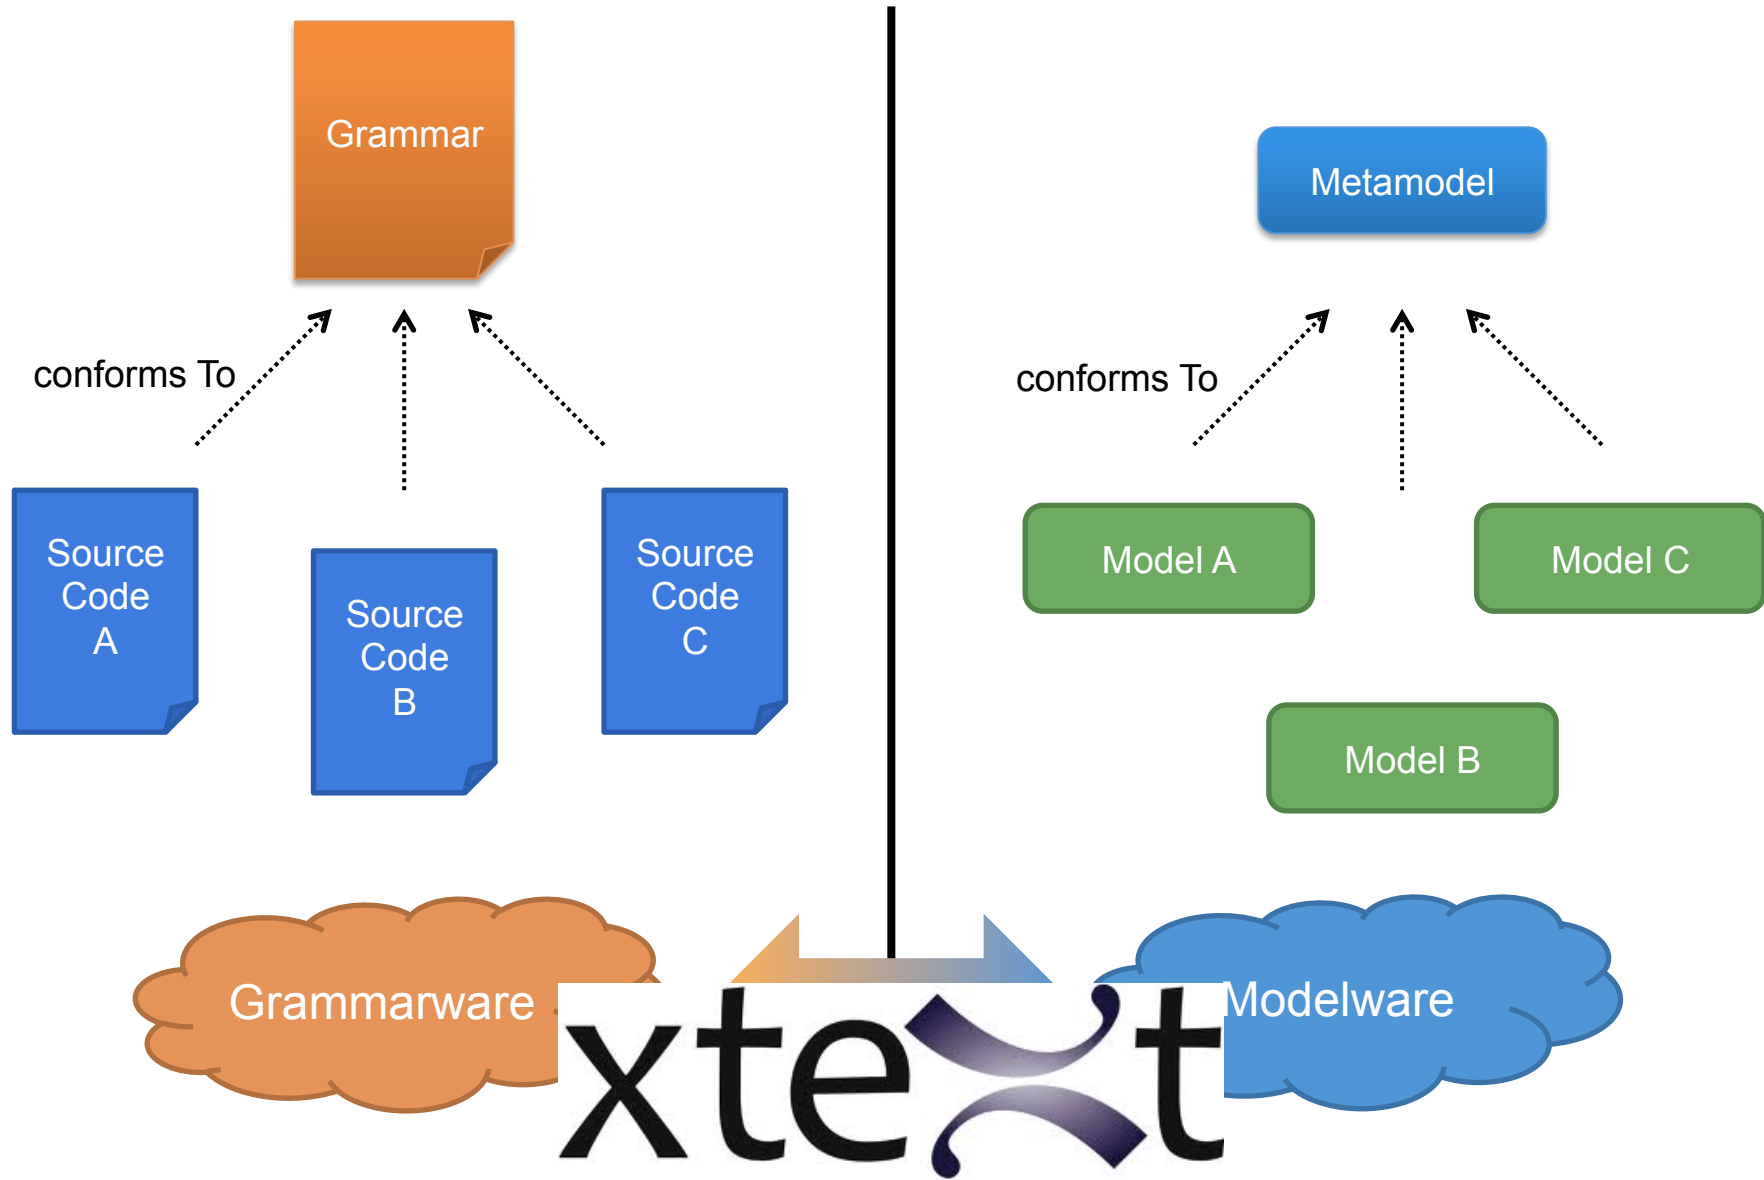 Grammar
conforms To
Source
Code
A
Source
Code
B
Source
Code
C
Metamodel
conforms To
Model A
Model C
Model B
Grammarware
xtext
Modelware